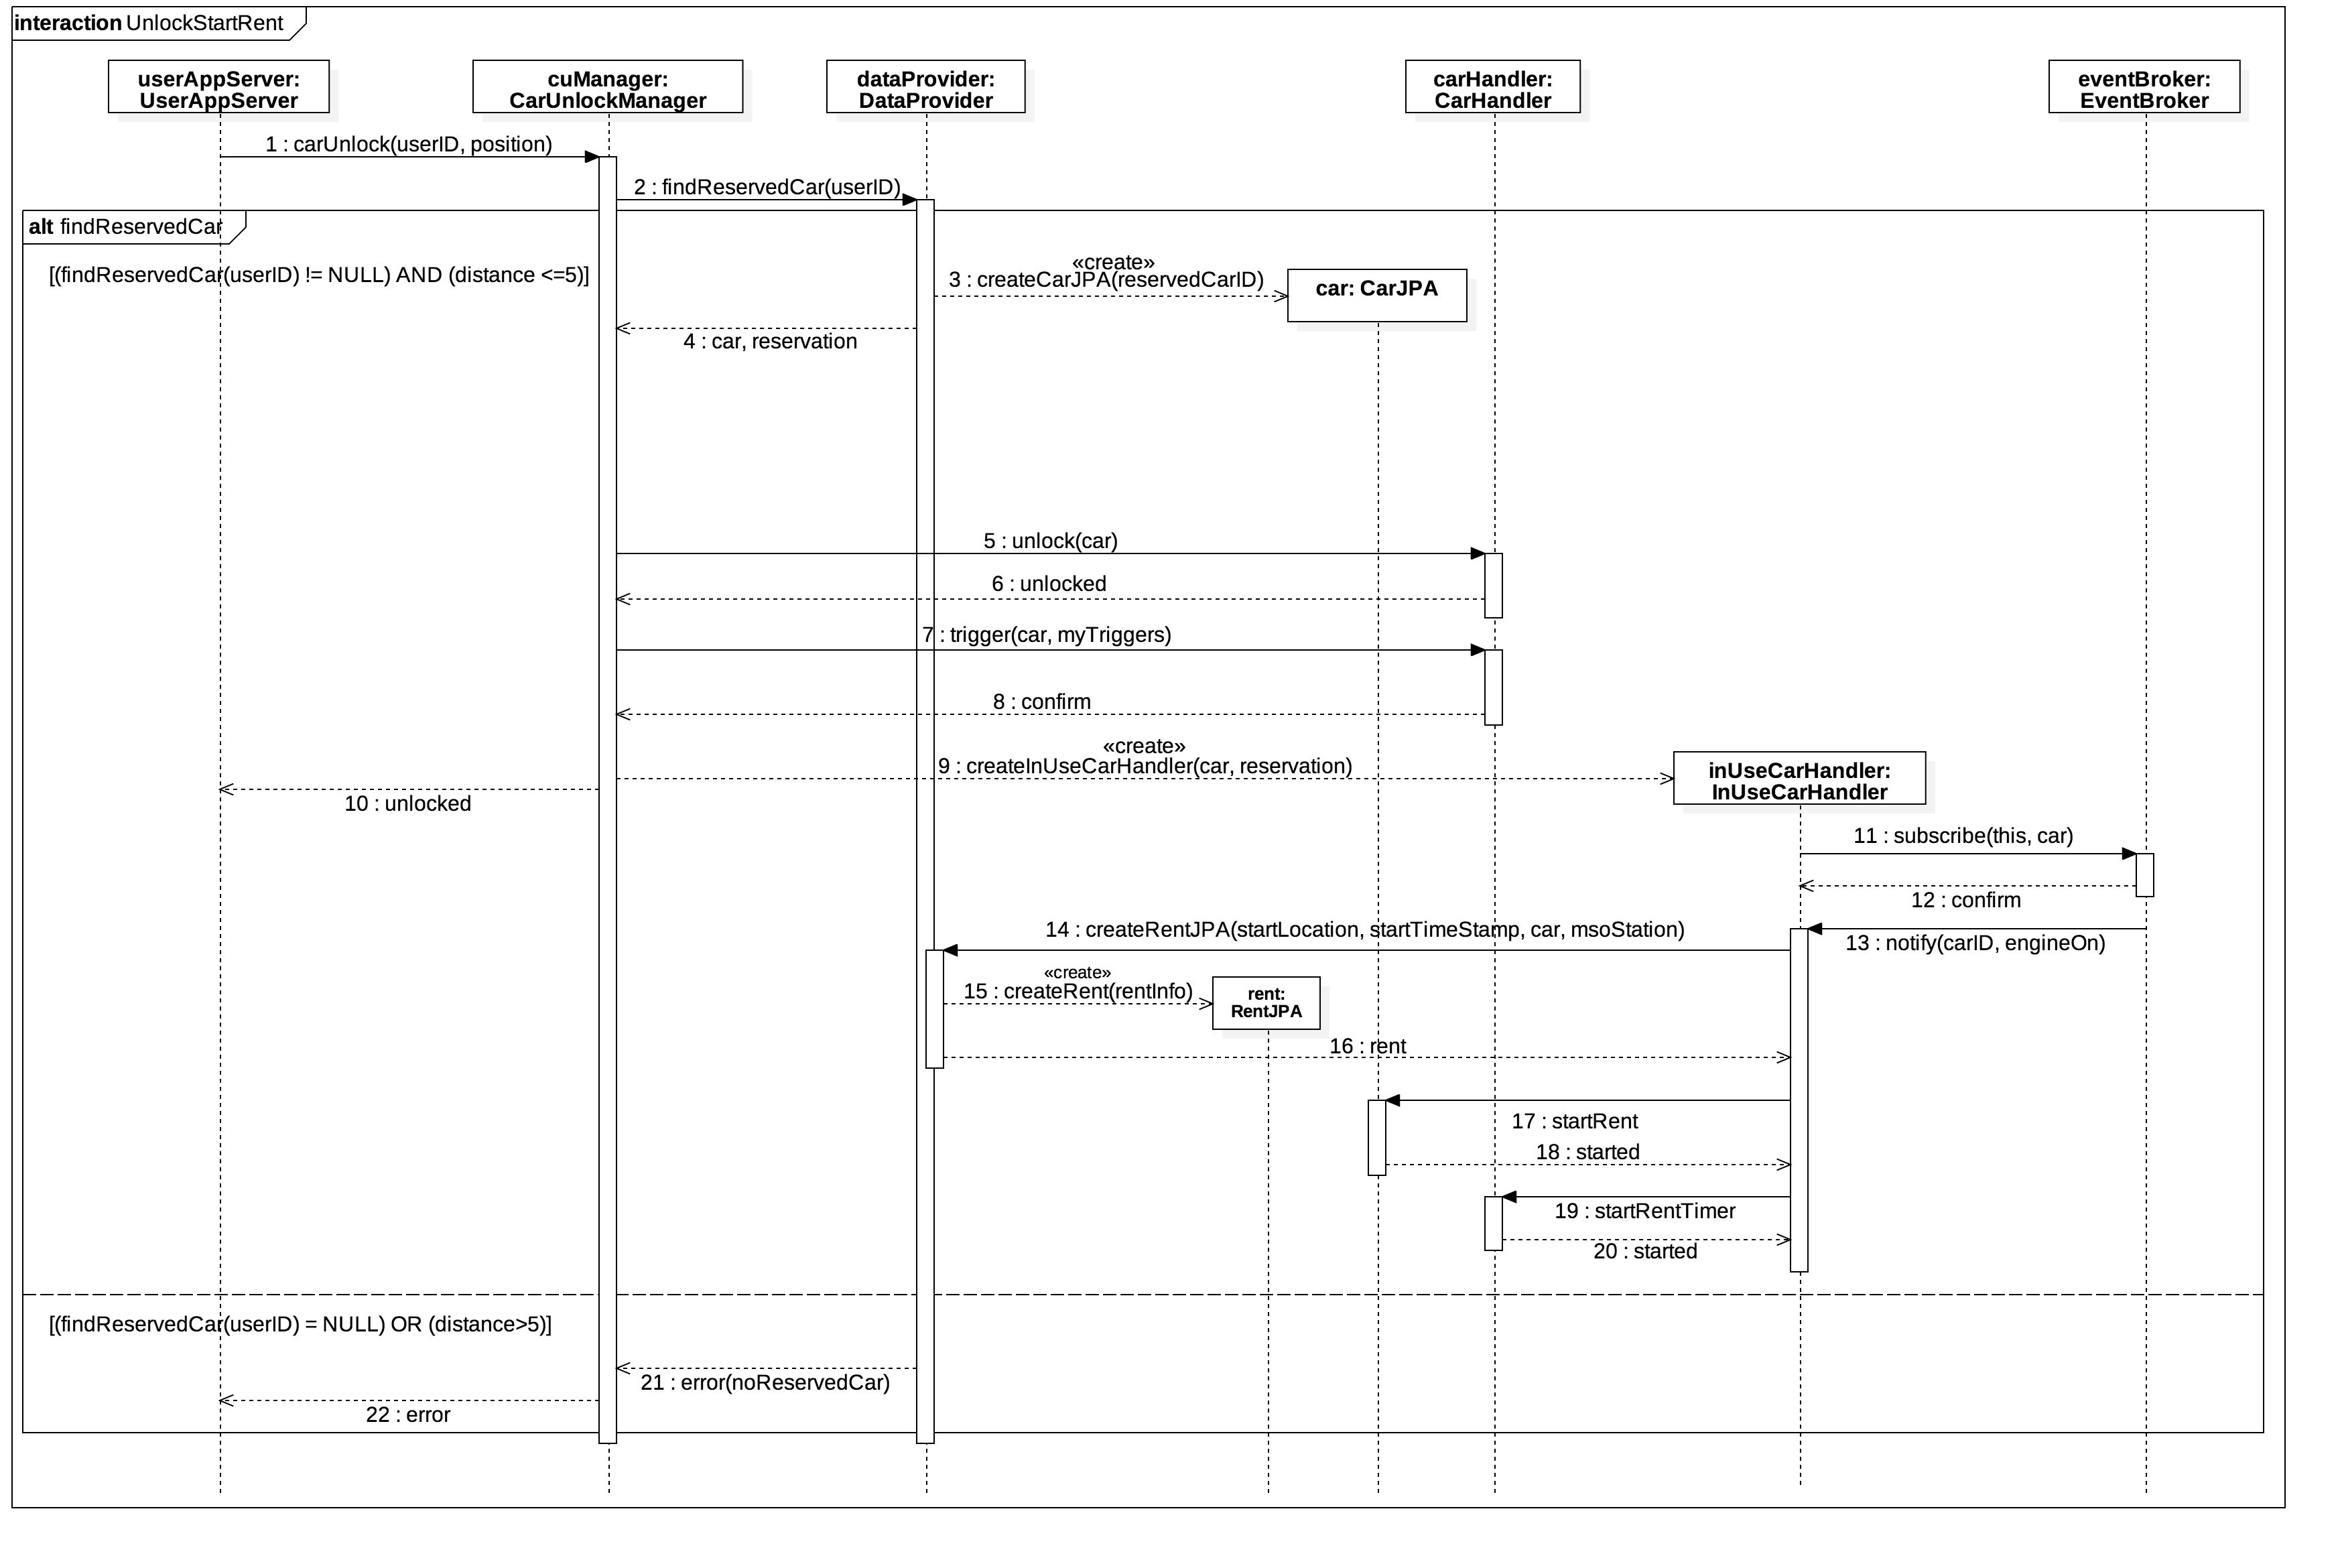 interaction UnlockStartRent
userAppServer:
UserAppServer
cuManager:
CarUnlockManager
dataProvider:
DataProvider
carHandler:
CarHandler
eventBroker:
EventBroker
1 : carUnlock(userID, position)
2 : findReservedCar(userID)
alt findReservedCar
[(findReservedCar(userID) != NULL) AND (distance <=5)]
«create»
3 : createCarJPA(reservedCarID)
car: CarJPA
4 : car, reservation
5 : unlock(car)
6 : unlocked
7 : trigger(car, myTriggers)
8 : confirm
«create»
9 : createInUseCarHandler(car, reservation)
inUseCarHandler:
InUseCarHandler
10 : unlocked
11 : subscribe(this, car)
12 : confirm
14 : createRentJPA(startLocation, startTimeStamp, car, msoStation)
13 : notify(carID, engineOn)
«create»
15 : createRent(rentInfo)
rent:
RentJPA
16 : rent
17 : startRent
18 : started
19 : startRentTimer
20 : started
[(findReservedCar(userID) = NULL) OR (distance>5)]
21 : error(noReservedCar)
22 : error